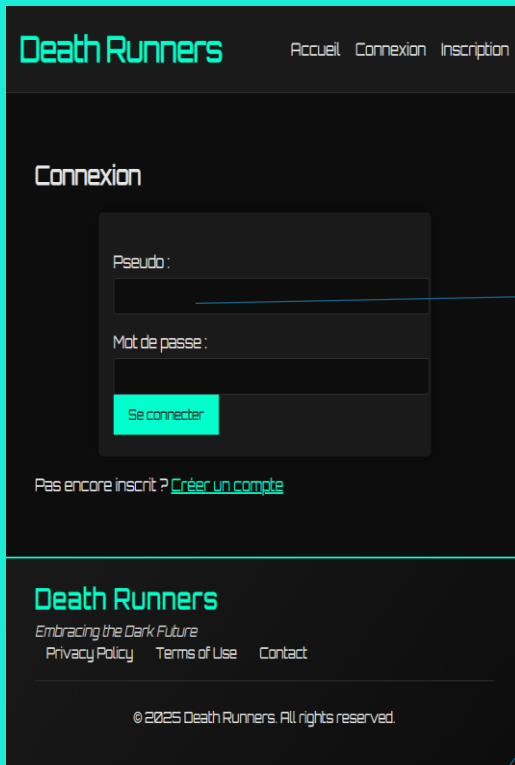 Death Runners Accueil Connexion Inscription
Connexion
Pseudo :
Mot de passe :
Se connecter
Pas encore inscrit ? Créer un compte
Death Runners
Embracing the Dark Future
Privacy Policy Terms of Use Contact
© 2025 Death Runners. All rights reserved.